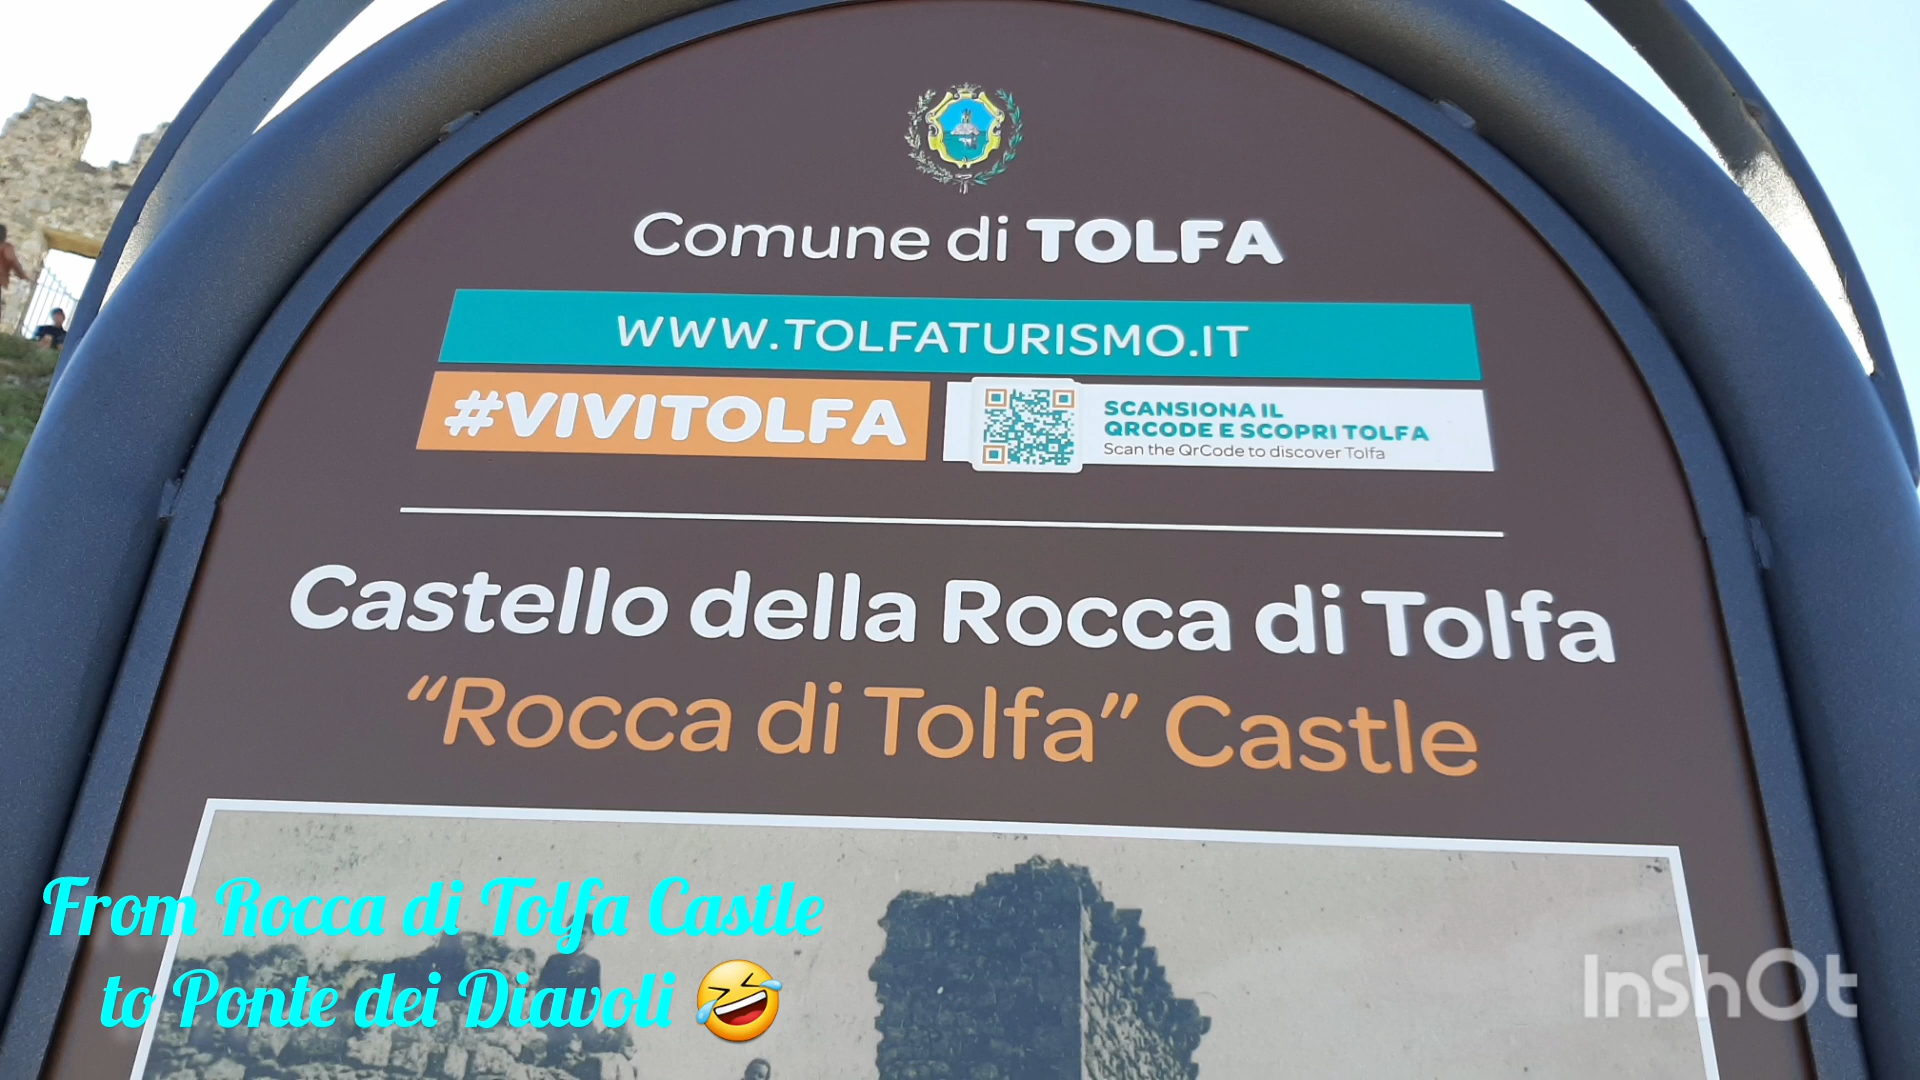 Comune di TOLFA
WWW.TOLFATURISMO.IT
#VIVITOLFA
SCANSIONA IL
QRCODE E SCOPRI TOLFA
Scan the QrCode to discover Tolfa
Castello della Rocca di Tolfa
“Rocca di Tolfa” Castle
From Rocca di Tolfa Castle
to Ponte dei Diavoli 🤣
InShOt